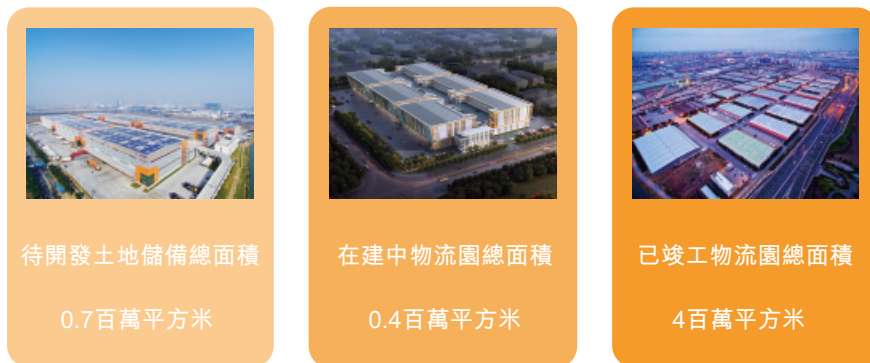 待開發土地儲備總面積
0.7百萬平方米
在建中物流園總面積
0.4百萬平方米
已竣工物流園總面積
4百萬平方米